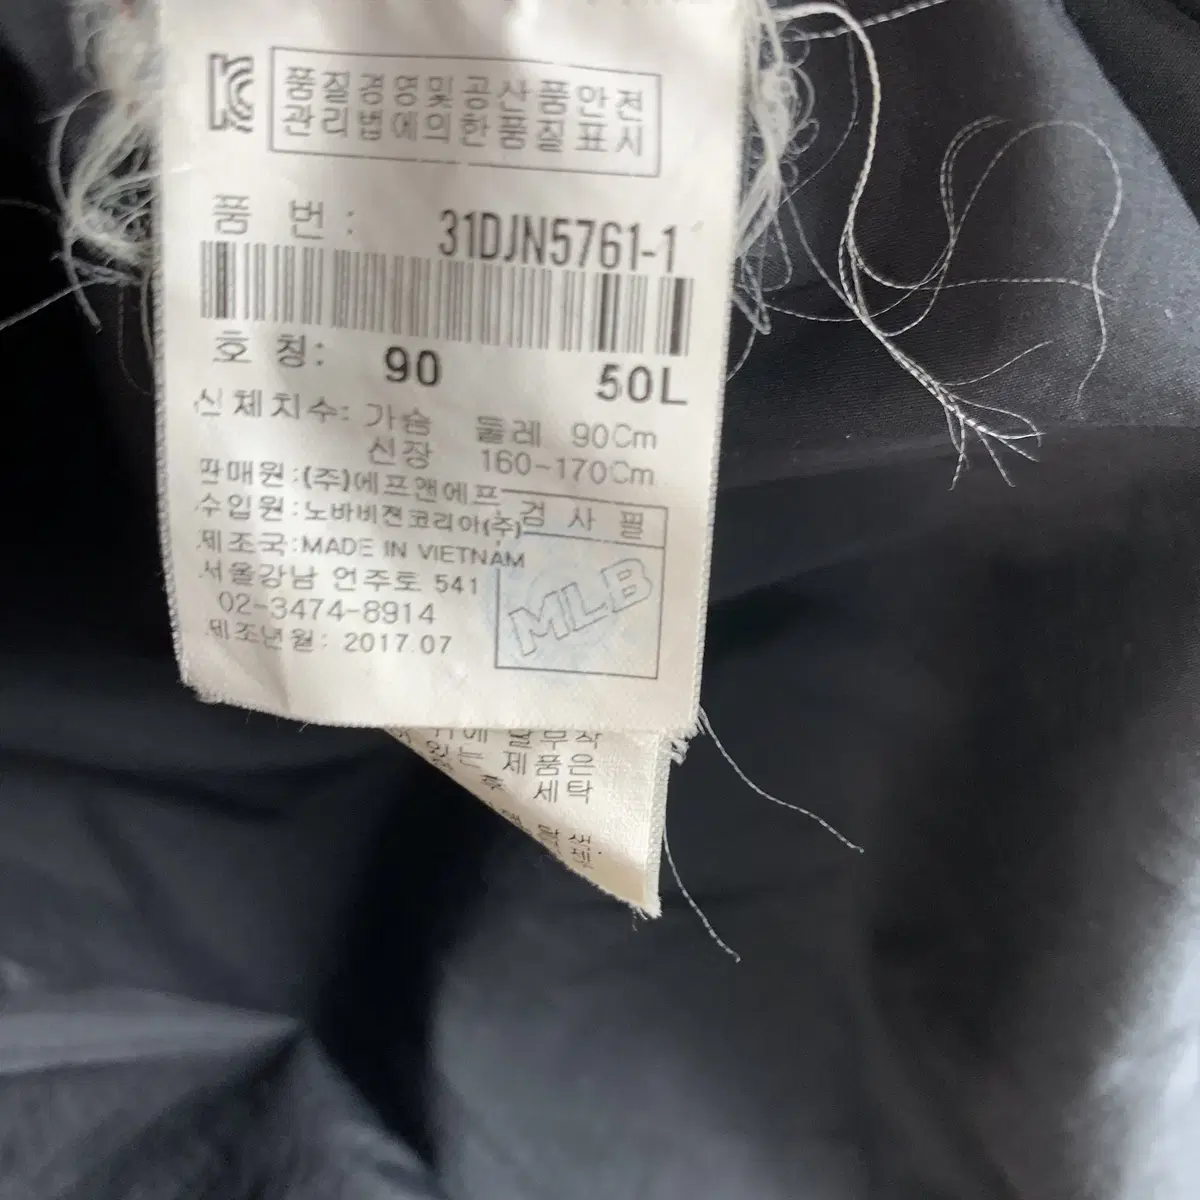 품질경영및공산품안전
관리법에의한품질표시
품 번 : 31DJN5761-1
호 칭: 90 50L
신체치수: 가슴 둘레 90Cm
신장 160-170Cm
판매원:(주)에프앤에프
수입원:노바비젼코리아(주)
검 사 필
제조국:MADE IN VIETNAM
MLB
서울강남 언주로 541
02-3474-8914
제조년월: 2017.07
있는 제품은
후 세탁